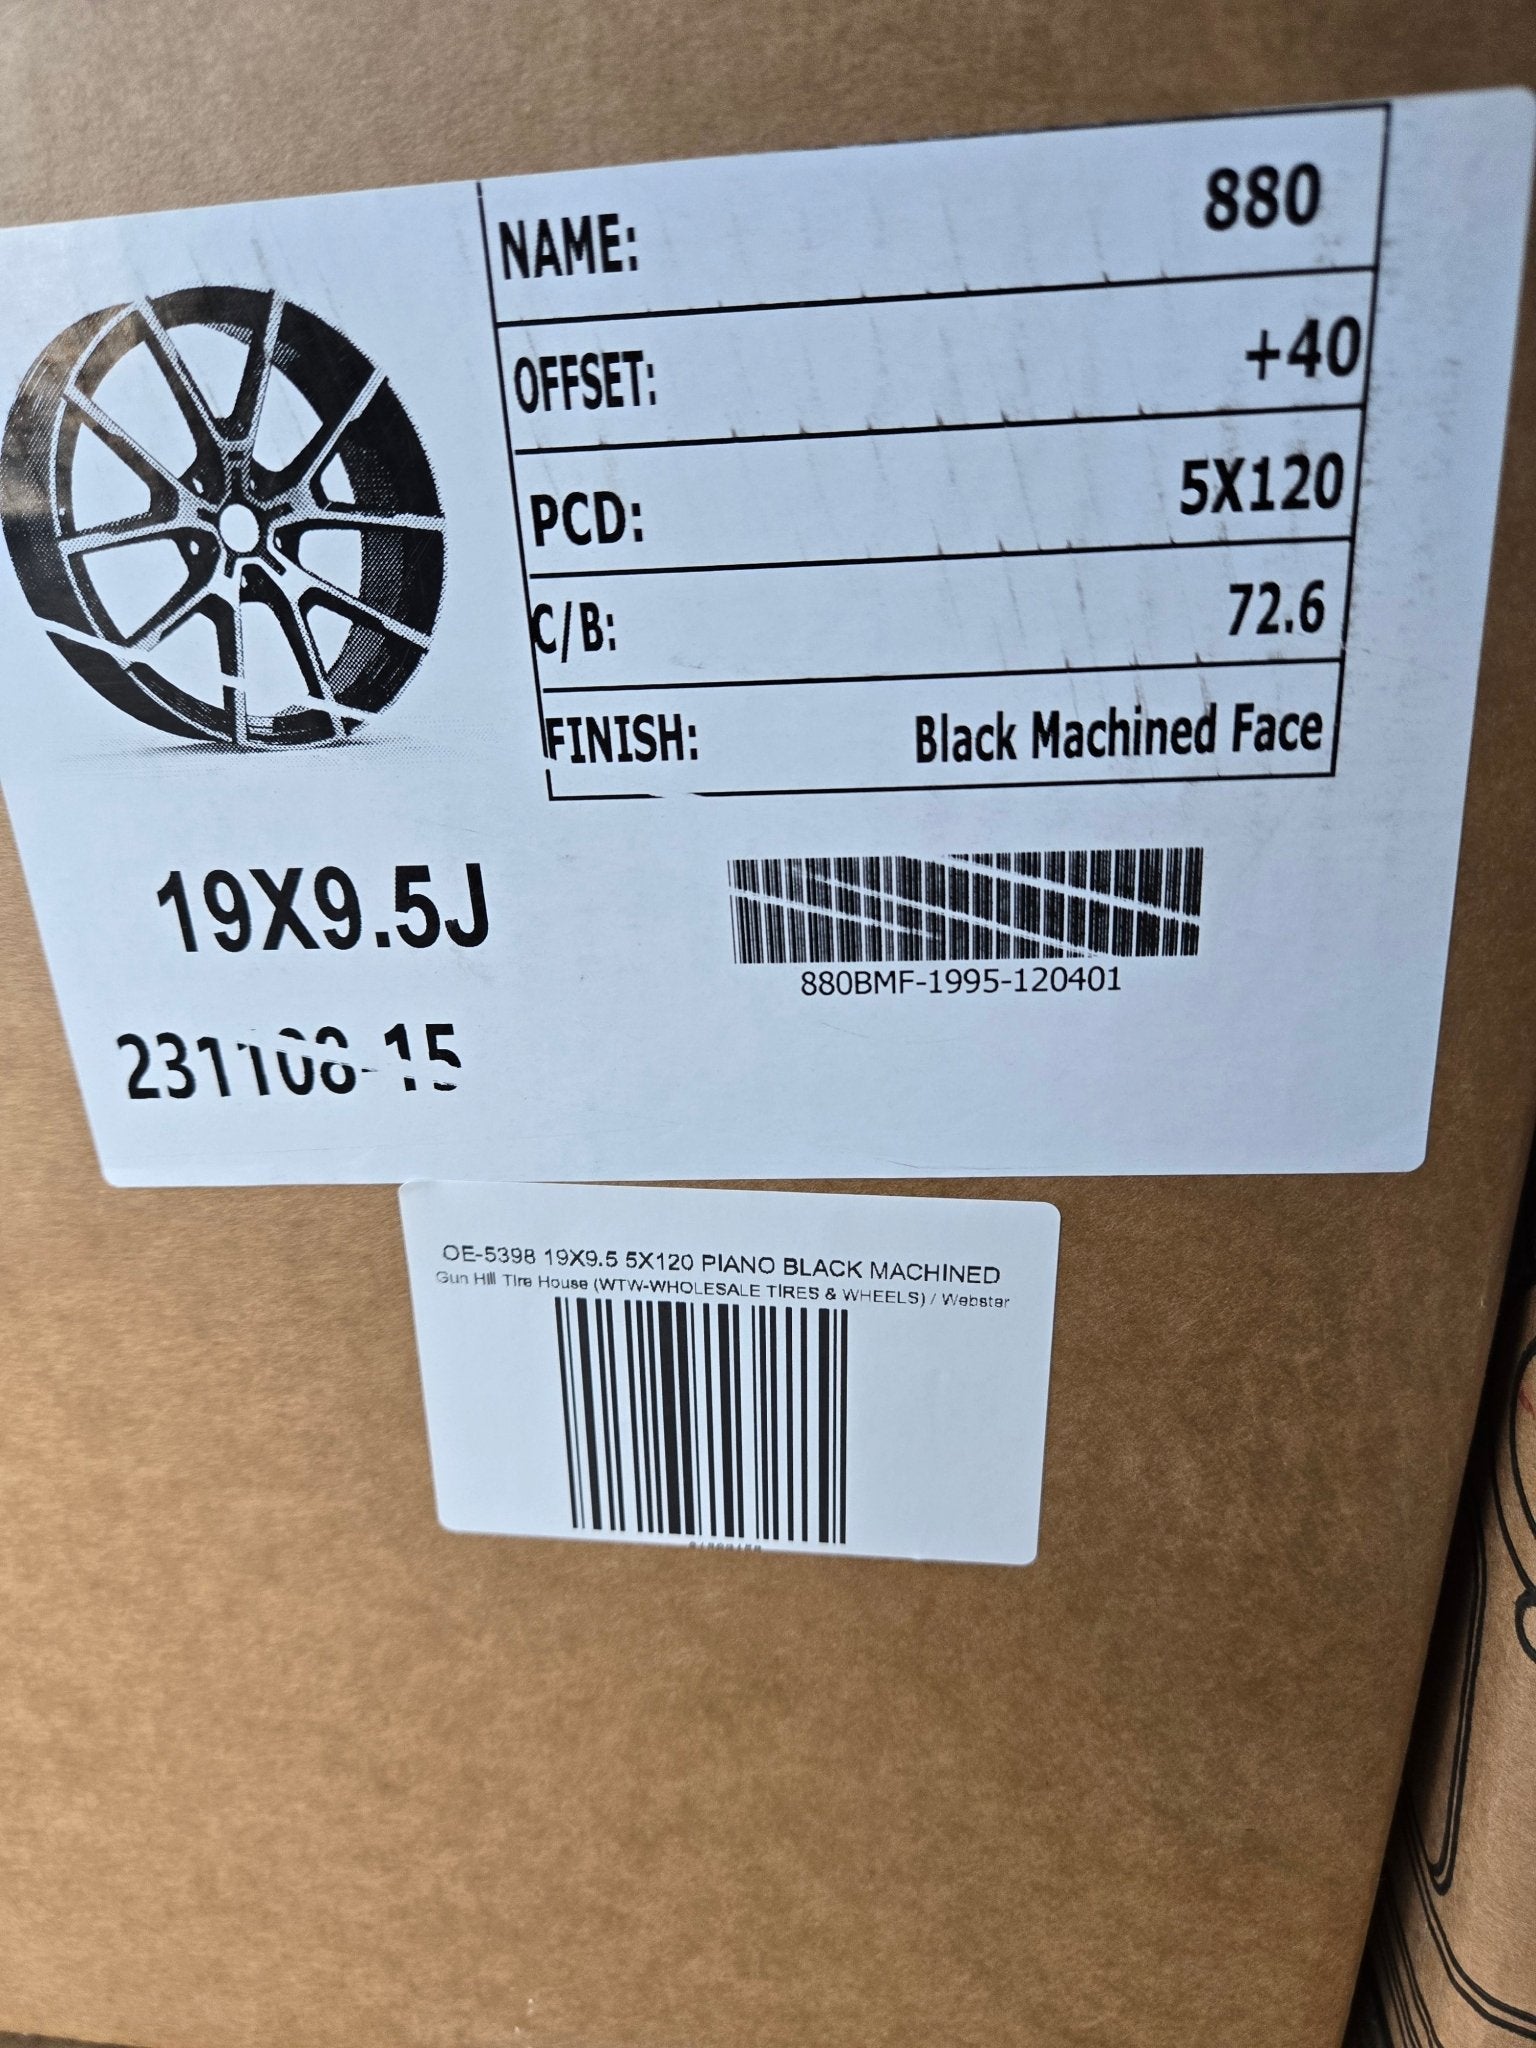 NAME: 880
OFFSET: +40
PCD: 5X120
C/B: 72.6
FINISH: Black Machined Face
19X9.5J
880BMF-1995-120401
231108-15
OE-5398 19X9.5 5X120 PIANO BLACK MACHINED
Gun Hill Tire House (WTW-WHOLESALE TIRES & WHEELS) / Webster